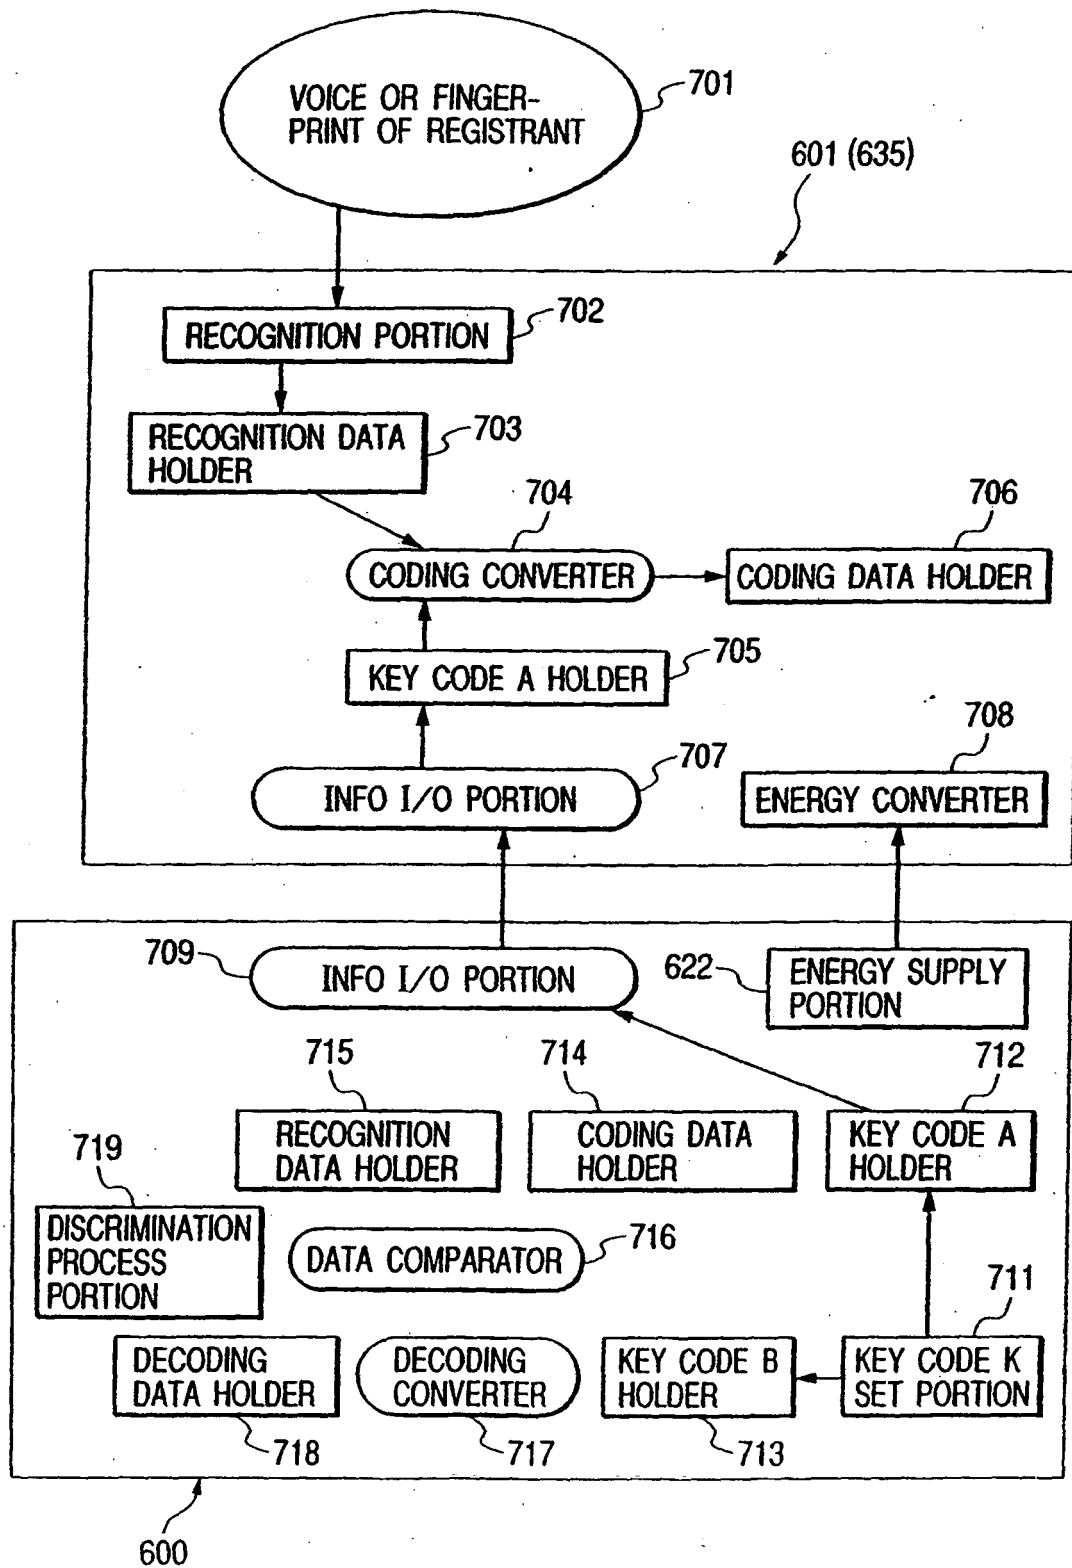 VOICE OR FINGER-
PRINT OF REGISTRANT
701
601 (635)
RECOGNITION PORTION
702
RECOGNITION DATA
HOLDER
703
704
706
CODING CONVERTER
CODING DATA HOLDER
KEY CODE A HOLDER
705
707
708
INFO I/O PORTION
ENERGY CONVERTER
709
INFO I/O PORTION
622
ENERGY SUPPLY
PORTION
715
714
712
RECOGNITION
DATA HOLDER
CODING DATA
HOLDER
KEY CODE A
HOLDER
719
DISCRIMINATION
PROCESS
PORTION
DATA COMPARATOR
716
711
DECODING
DATA HOLDER
DECODING
CONVERTER
KEY CODE B
HOLDER
KEY CODE K
SET PORTION
718
717
713
600